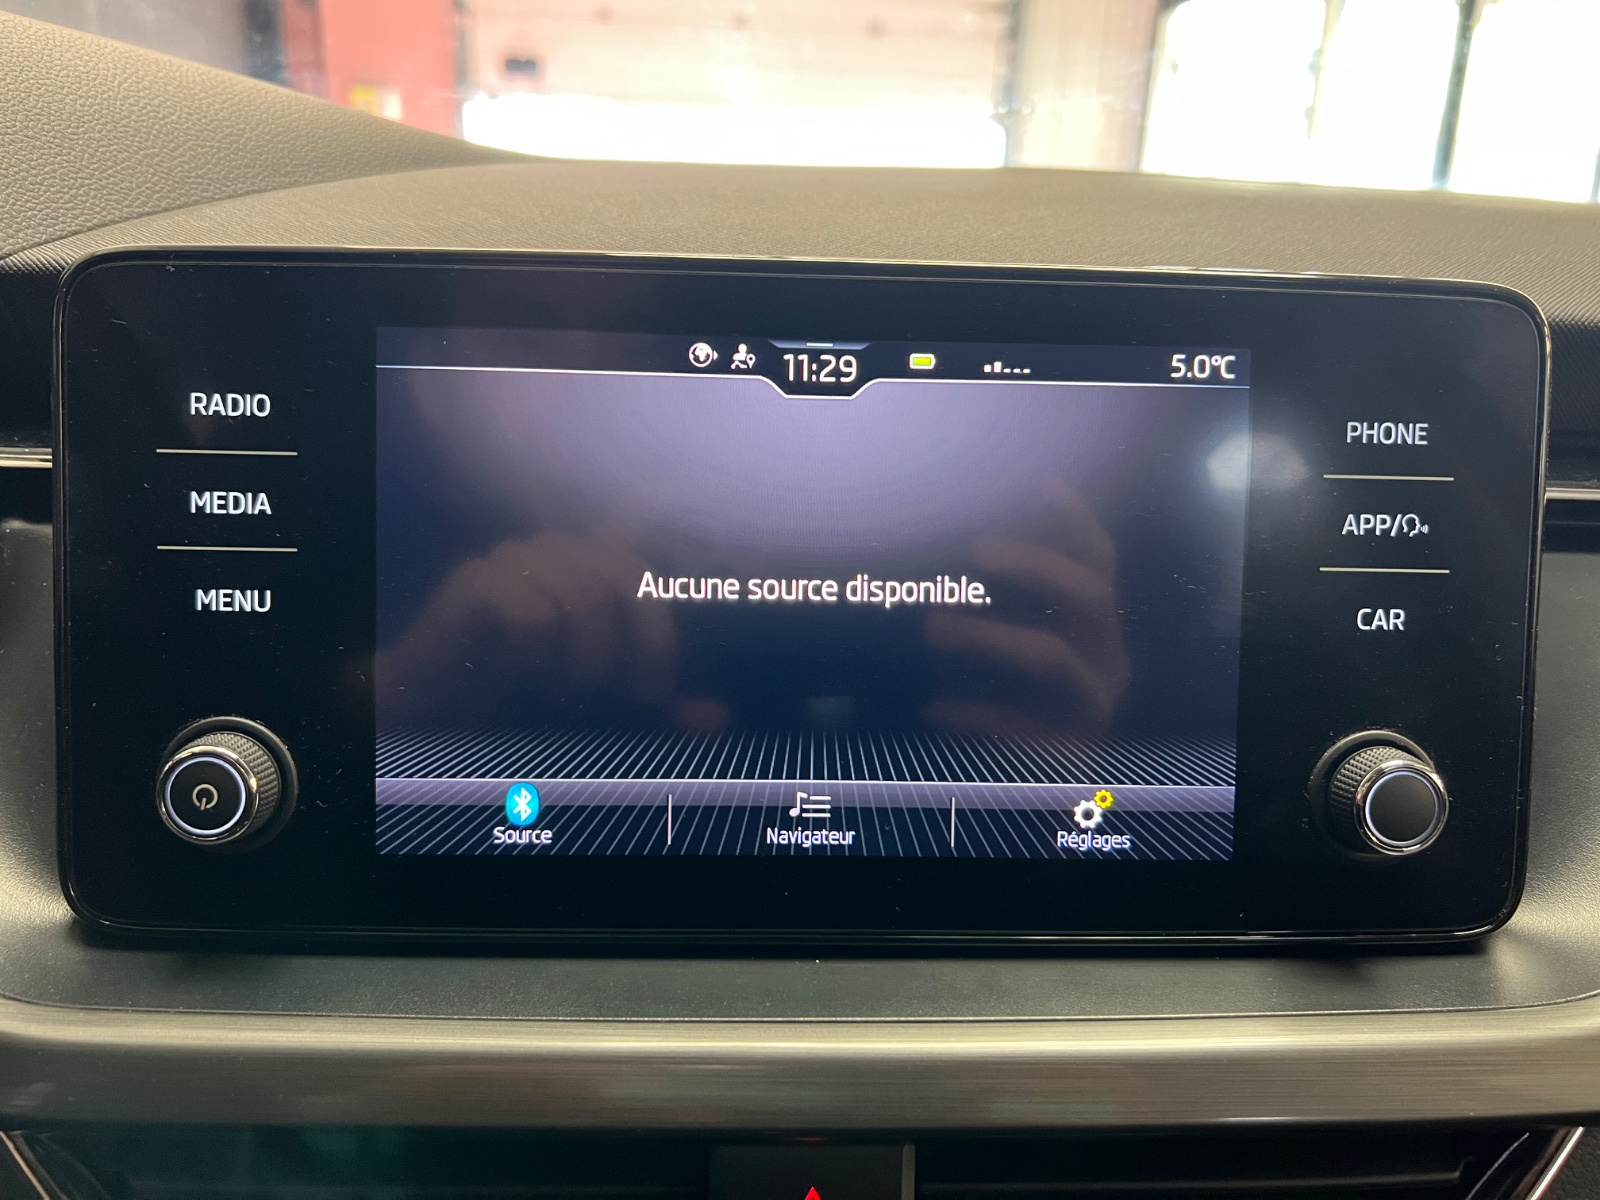 RADIO
MEDIA
MENU
11:29
5.0°C
Aucune source disponible.
Source
Navigateur
Réglages
PHONE
APP/
CAR